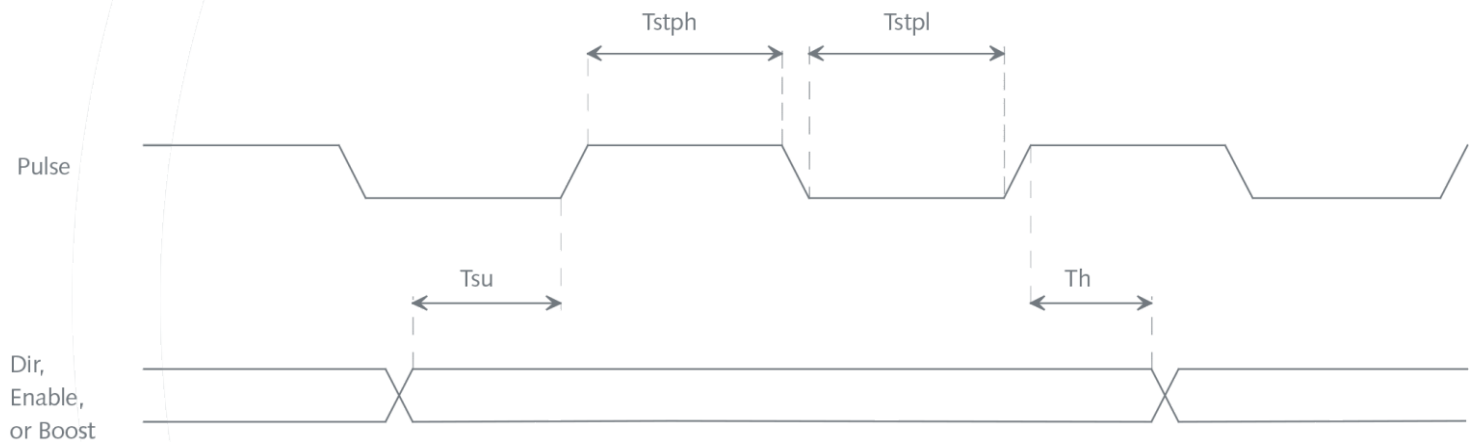 Tstph
Tstpl
Pulse
Tsu
Th
Dir,
Enable,
or Boost